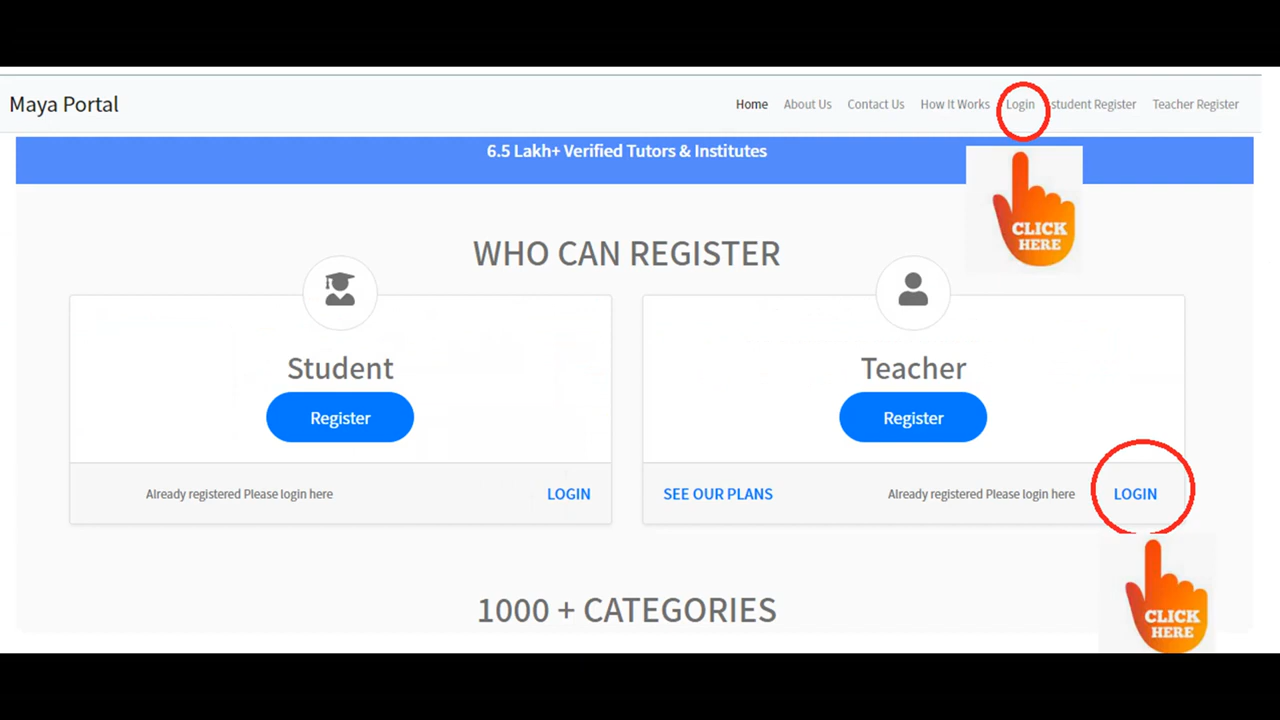 Maya Portal
Home About Us Contact Us How It Works Login Student Register Teacher Register
6.5 Lakh+ Verified Tutors & Institutes
CLICK
HERE
WHO CAN REGISTER
Student
Register
Already registered Please login here LOGIN
Teacher
Register
SEE OUR PLANS Already registered Please login here LOGIN
CLICK
HERE
1000 + CATEGORIES